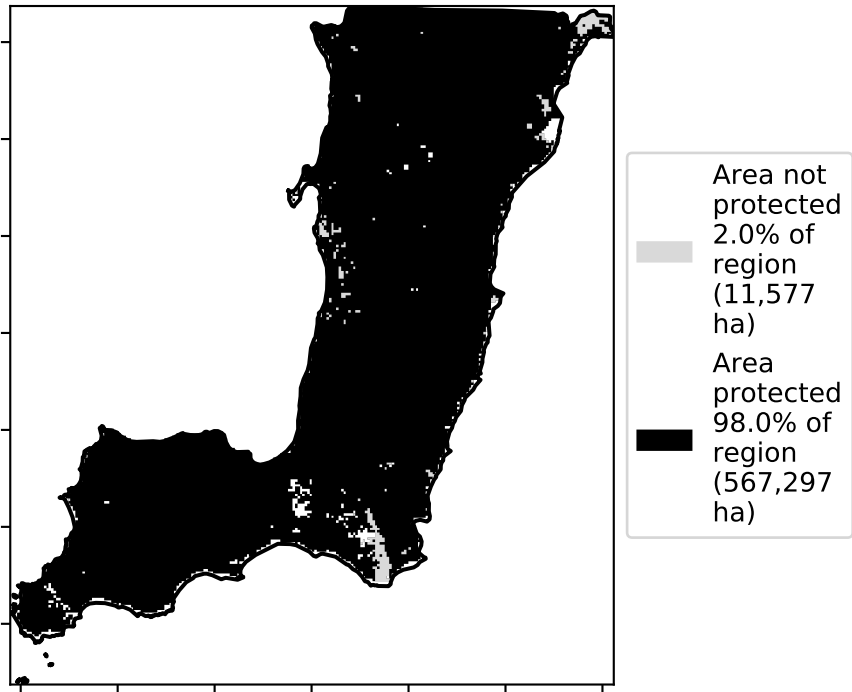 Area not
protected
2.0% of
region
(11,577
ha)
Area
protected
98.0% of
region
(567,297
ha)